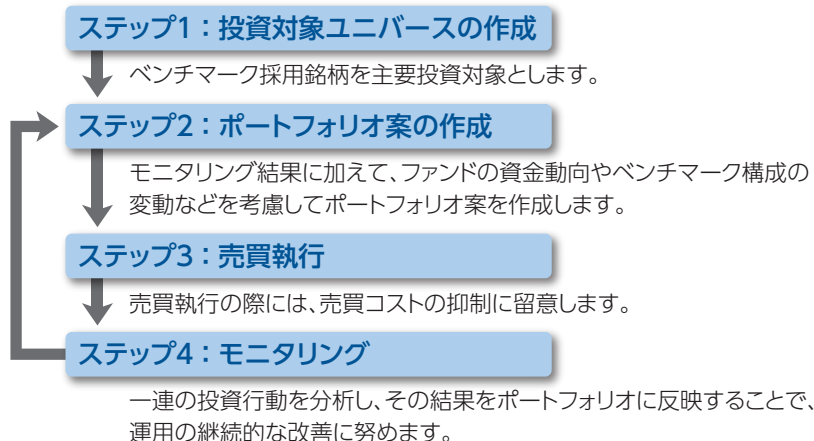 ステップ1：投資対象ユニバースの作成
ベンチマーク採用銘柄を主要投資対象とします。
ステップ2：ポートフォリオ案の作成
モニタリング結果に加えて、ファンドの資金動向やベンチマーク構成の
変動などを考慮してポートフォリオ案を作成します。
ステップ3：売買執行
売買執行の際には、売買コストの抑制に留意します。
ステップ4：モニタリング
一連の投資行動を分析し、その結果をポートフォリオに反映することで、
運用の継続的な改善に努めます。